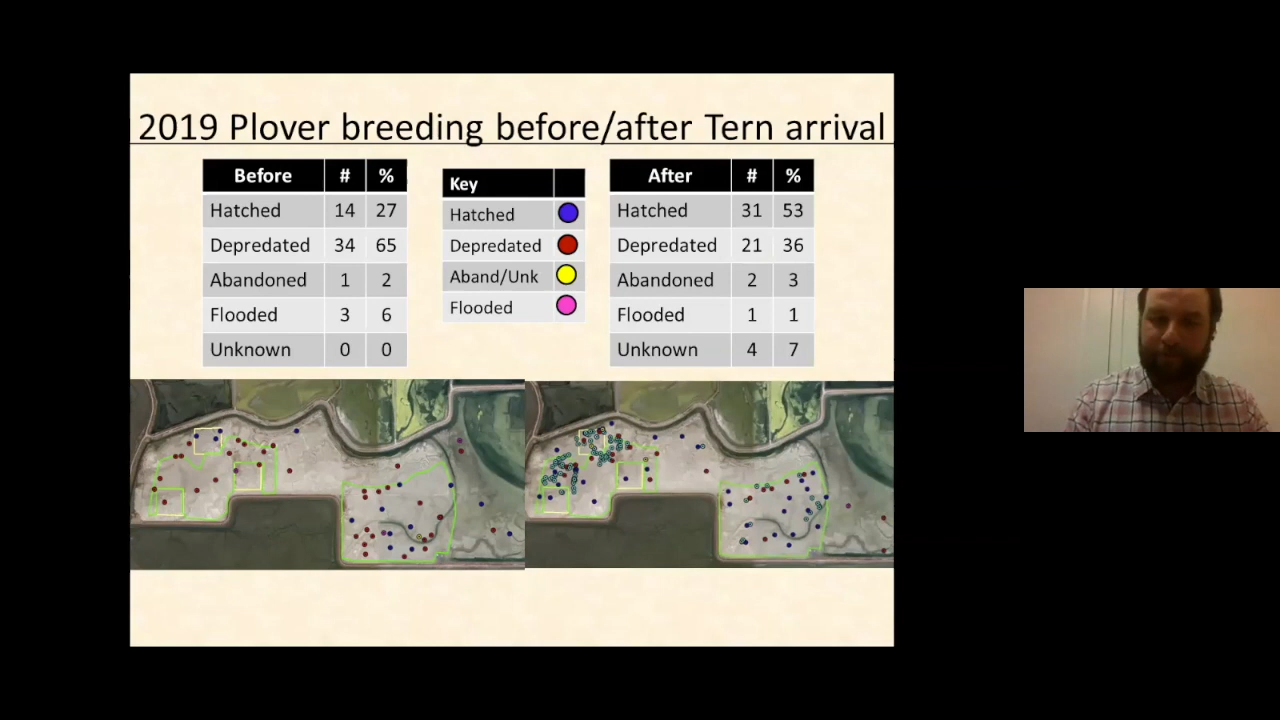 2019 Plover breeding before/after Tern arrival
Before # %
Hatched 14 27
Depredated 34 65
Abandoned 1 2
Flooded 3 6
Unknown 0 0
Key
Hatched
Depredated
Aband/Unk
Flooded
After # %
Hatched 31 53
Depredated 21 36
Abandoned 2 3
Flooded 1 1
Unknown 4 7